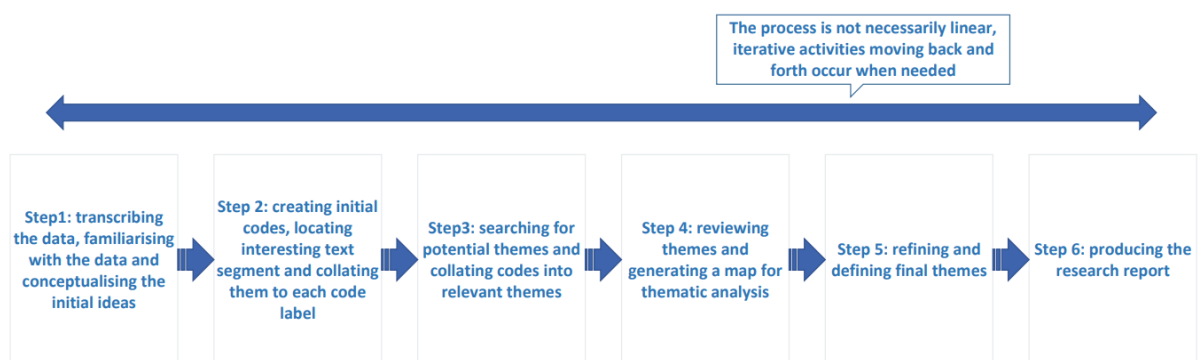 The process is not necessarily linear,
iterative activities moving back and
forth occur when needed
Step1: transcribing
the data, familiarising
with the data and
conceptualising the
initial ideas
Step 2: creating initial
codes, locating
interesting text
segment and collating
them to each code
label
Step3: searching for
potential themes and
collating codes into
relevant themes
Step 4: reviewing
themes and
generating a map for
thematic analysis
Step 5: refining and
defining final themes
Step 6: producing the
research report